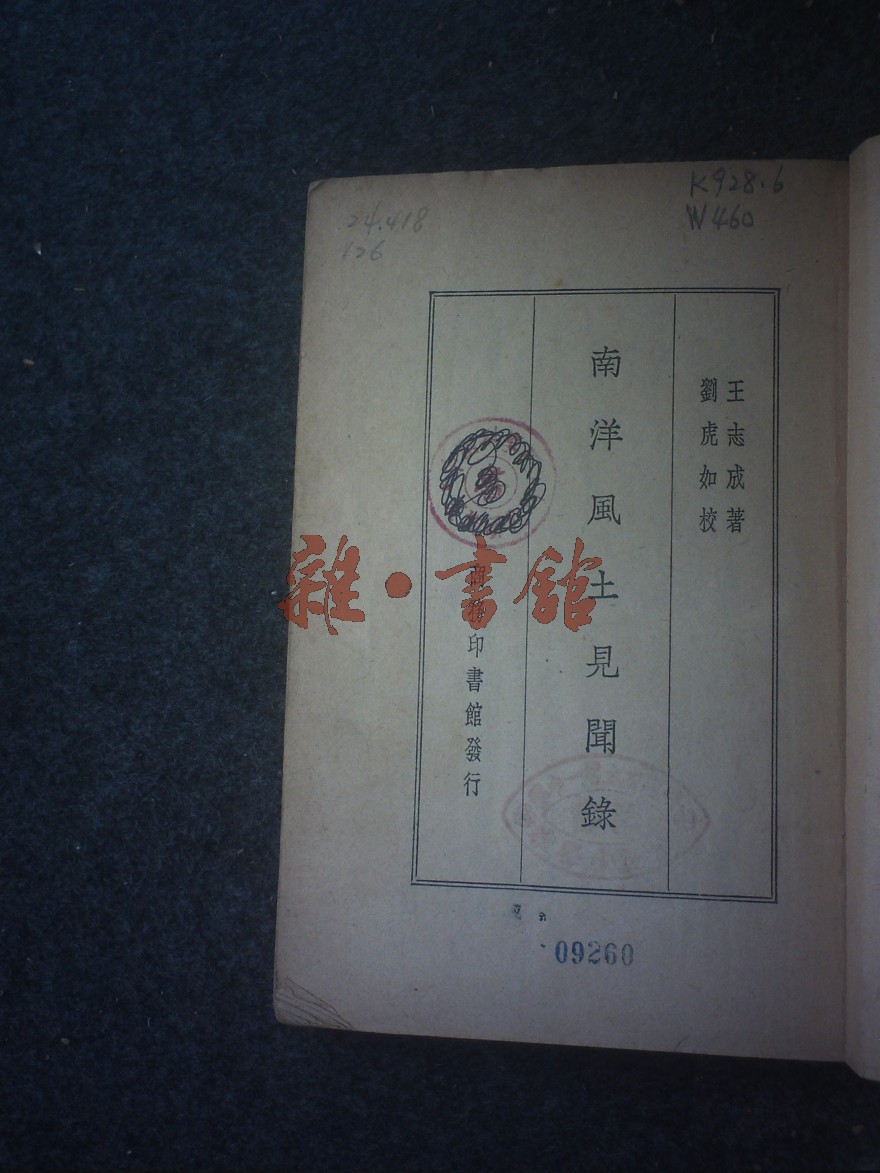 24.418
126
K928.6
W460
王志成著
劉虎如校
南洋風土見聞錄
商務印書館發行
雜·書館
09260